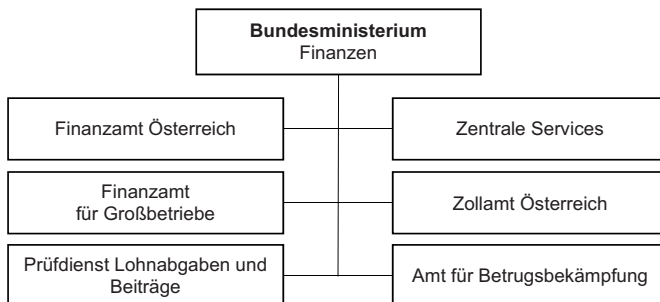 Bundesministerium
Finanzen
Finanzamt Österreich
Zentrale Services
Finanzamt
für Großbetriebe
Zollamt Österreich
Prüfdienst Lohnabgaben und
Beiträge
Amt für Betrugsbekämpfung